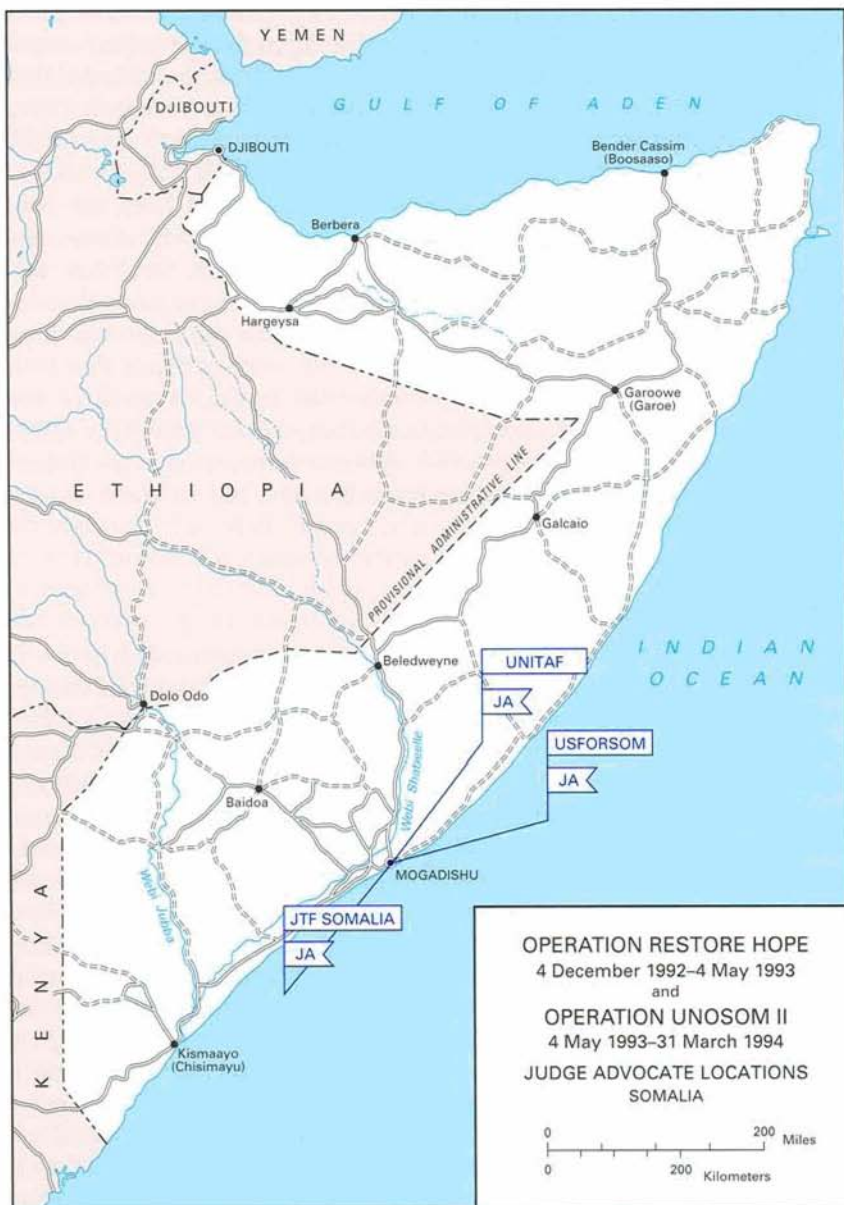 YEMEN
DJIBOUTI
GULF OF ADEN
DJIBOUTI
Bender Cassim
(Boosaaso)
Berbera
Hargeysa
Garoowe
(Garoe)
ETHIOPIA
PROVISIONAL ADMINISTRATIVE LINE
Galcaio
INDIAN
OCEAN
Beledweyne
UNITAF
JA
Dolo Odo
USFORSOM
JA
Webi Shabeelle
Baidoa
MOGADISHU
Webi Jubba
KENYA
JTF SOMALIA
JA
Kismaayo
(Chisimayu)
OPERATION RESTORE HOPE
4 December 1992–4 May 1993
and
OPERATION UNOSOM II
4 May 1993–31 March 1994
JUDGE ADVOCATE LOCATIONS
SOMALIA
0 200 Miles
0 200 Kilometers